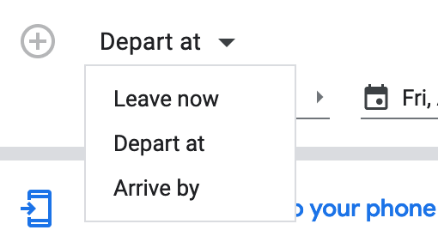 Depart at
Leave now
Fri,
Depart at
Arrive by
your phone